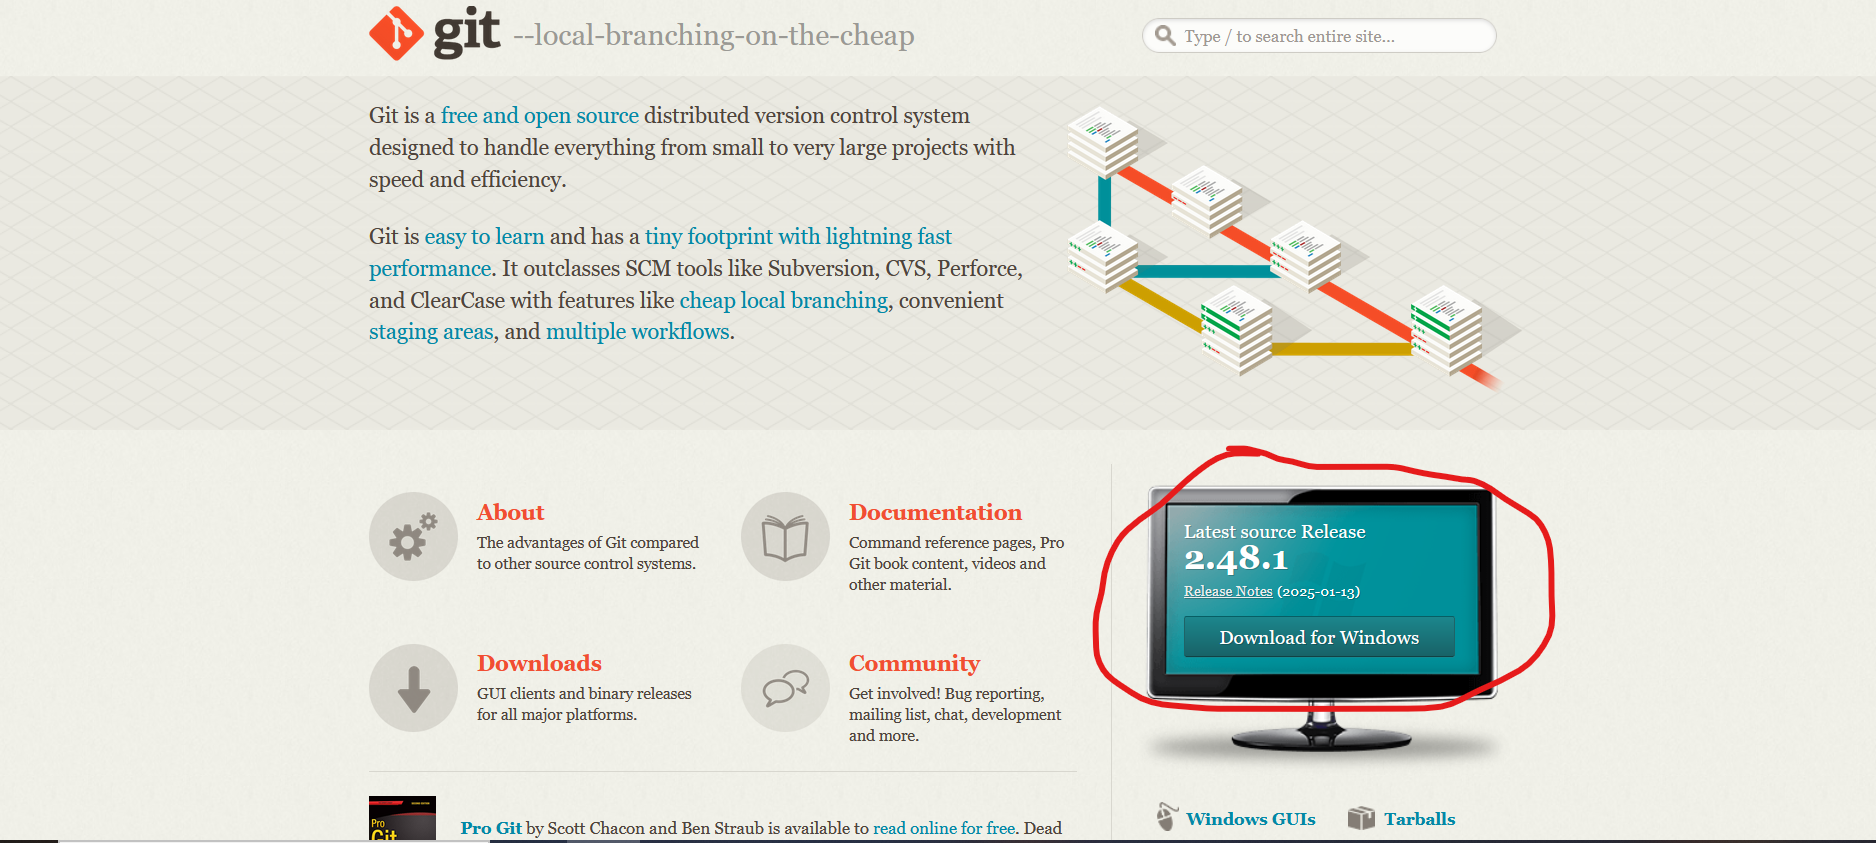 git --local-branching-on-the-cheap
Type / to search entire site...
Git is a free and open source distributed version control system
designed to handle everything from small to very large projects with
speed and efficiency.
Git is easy to learn and has a tiny footprint with lightning fast
performance. It outclasses SCM tools like Subversion, CVS, Perforce,
and ClearCase with features like cheap local branching, convenient
staging areas, and multiple workflows.
About
The advantages of Git compared
to other source control systems.
Documentation
Command reference pages, Pro
Git book content, videos and
other material.
Downloads
GUI clients and binary releases
for all major platforms.
Community
Get involved! Bug reporting,
mailing list, chat, development
and more.
Latest source Release
2.48.1
Release Notes (2025-01-13)
Download for Windows
Windows GUIs
Tarballs
Pro
Git
Pro Git by Scott Chacon and Ben Straub is available to read online for free. Dead